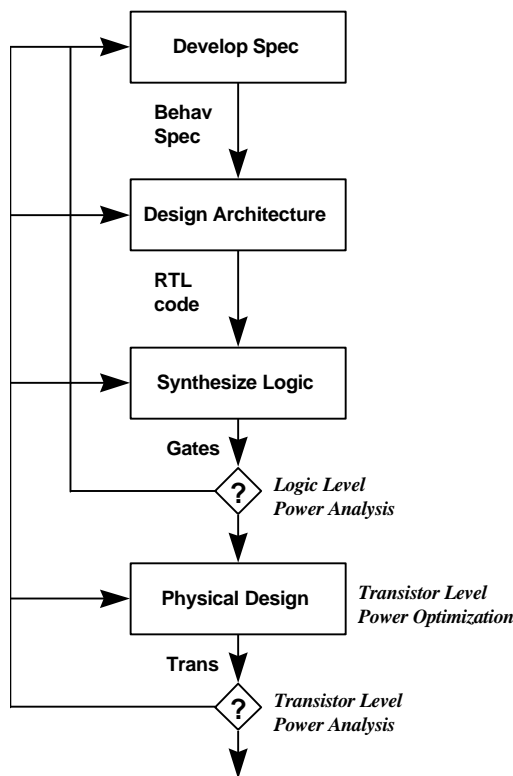 Develop Spec
Behav
Spec
Design Architecture
RTL
code
Synthesize Logic
Gates
?
Logic Level
Power Analysis
Physical Design
Transistor Level
Power Optimization
Trans
?
Transistor Level
Power Analysis